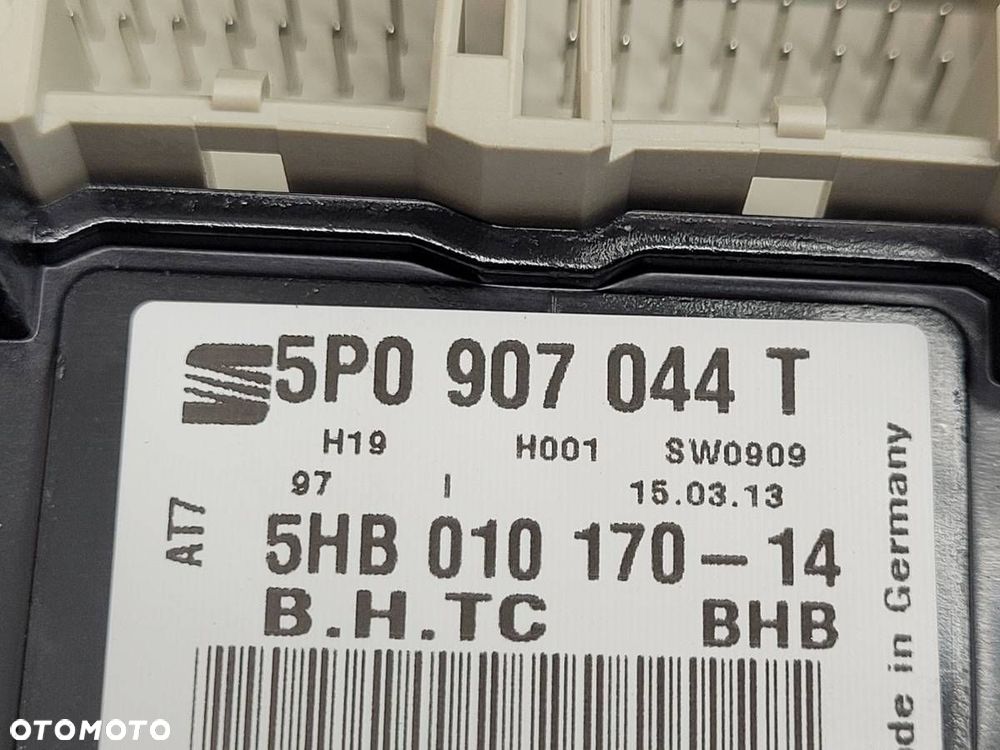 5P0 907 044 T
H19 H001 SW0909
97 I 15.03.13
AT7
5HB 010 170-14
B.H.TC BHB
de in Germany
OTOMOTO